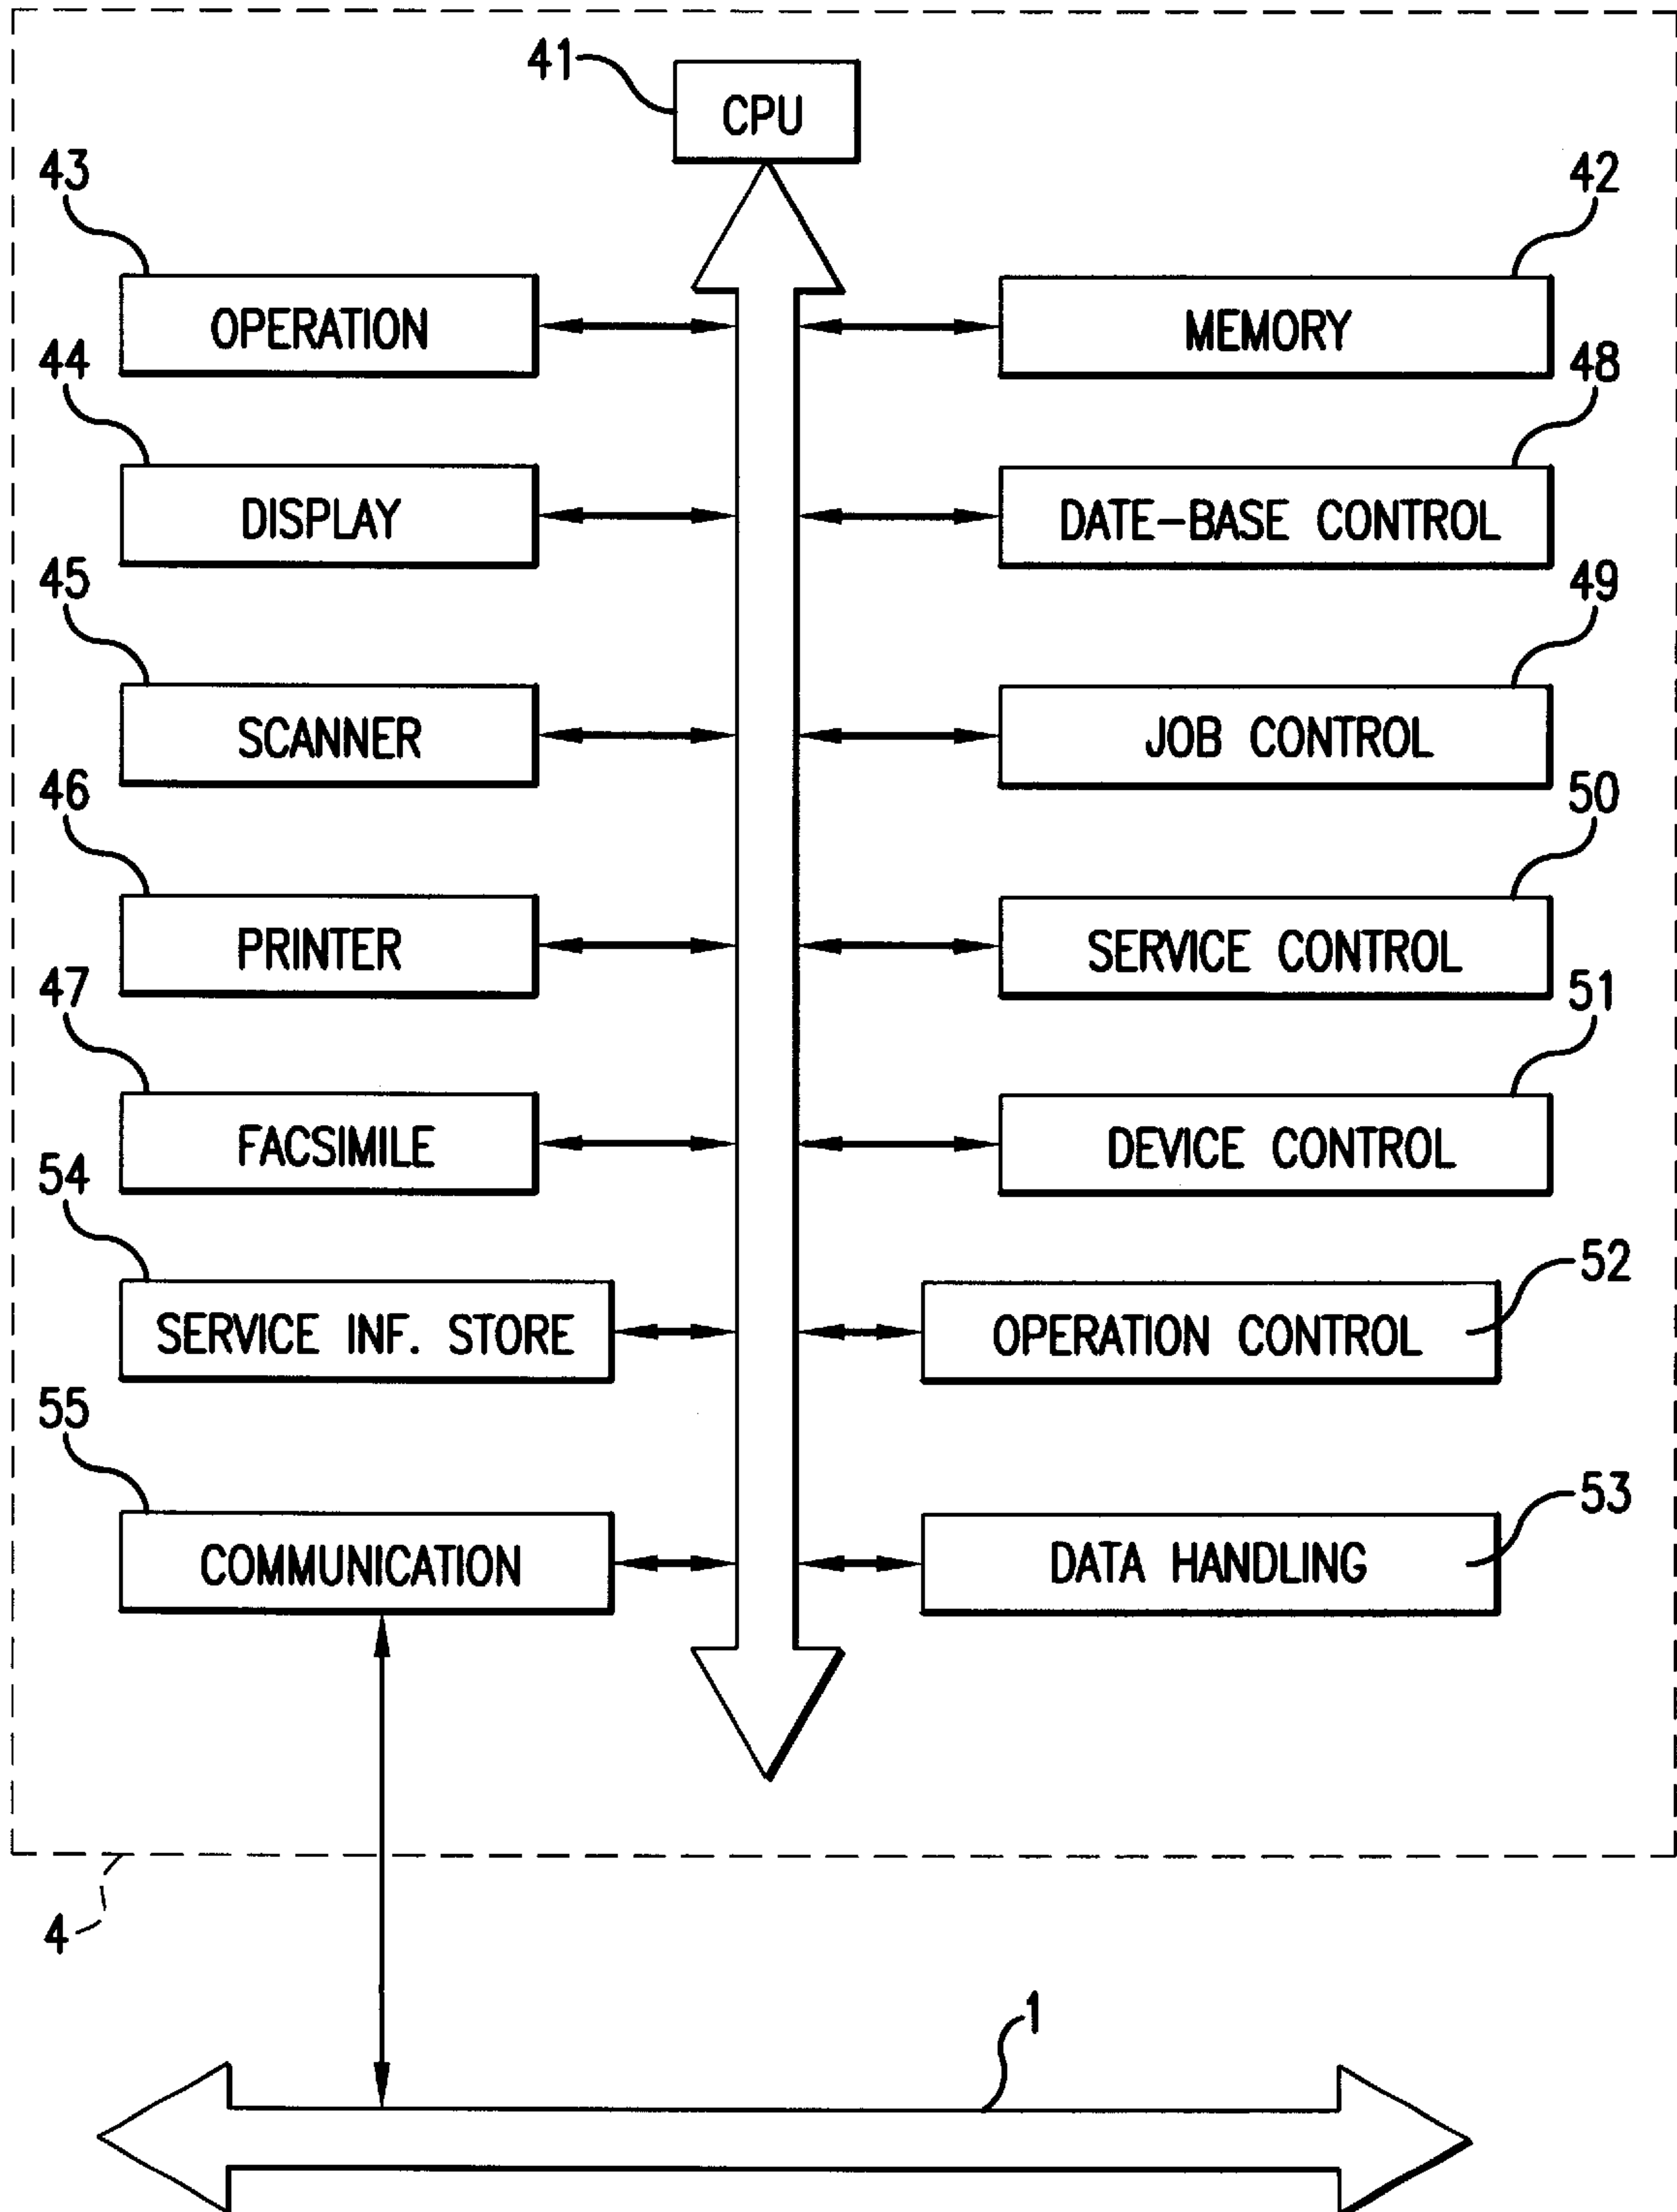 41
CPU
43
42
OPERATION
MEMORY
44
48
DISPLAY
DATE-BASE CONTROL
45
49
SCANNER
JOB CONTROL
46
50
PRINTER
SERVICE CONTROL
47
51
FACSIMILE
DEVICE CONTROL
54
52
SERVICE INF. STORE
OPERATION CONTROL
55
53
COMMUNICATION
DATA HANDLING
4
1